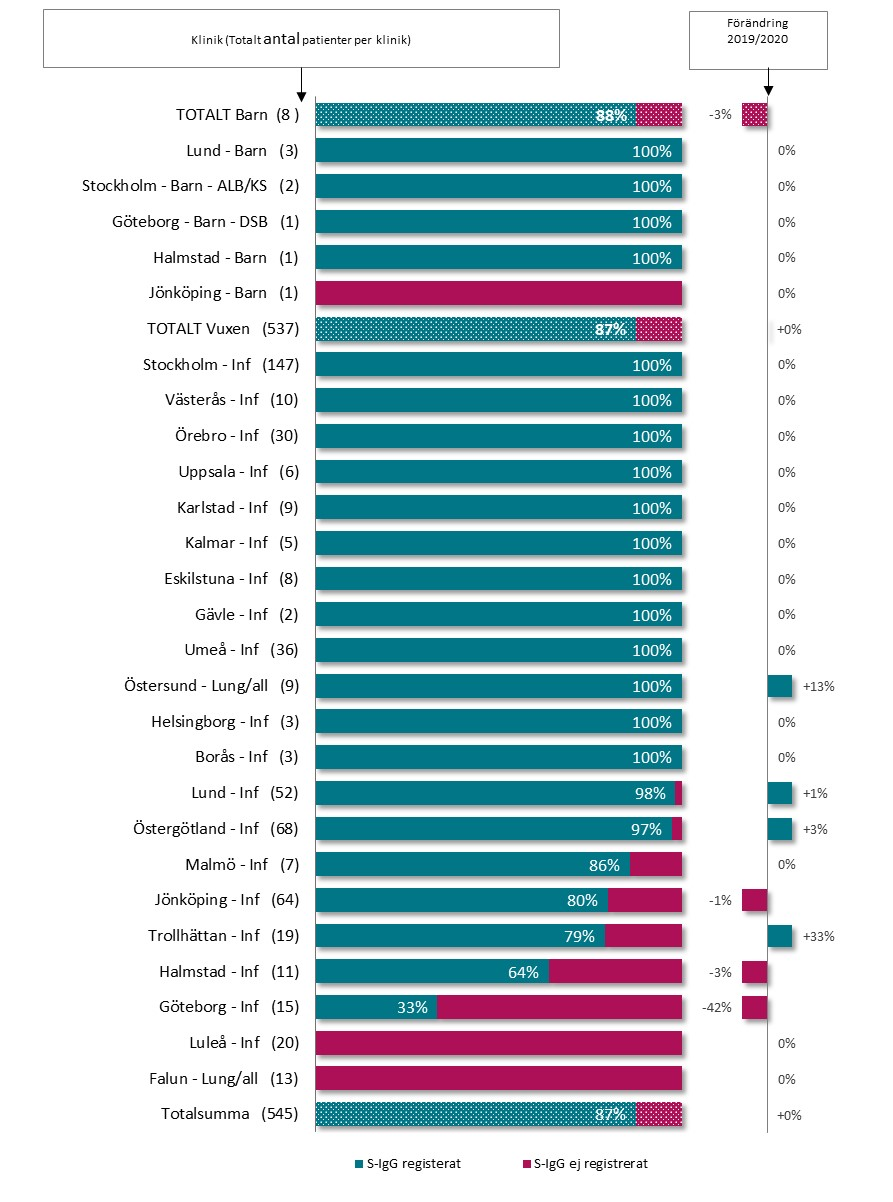 Klinik (Totalt antal patienter per klinik)
Förändring
2019/2020
TOTALT Barn (8 ) 88% -3%
Lund - Barn (3) 100% 0%
Stockholm - Barn - ALB/KS (2) 100% 0%
Göteborg - Barn - DSB (1) 100% 0%
Halmstad - Barn (1) 100% 0%
Jönköping - Barn (1) 0%
TOTALT Vuxen (537) 87% +0%
Stockholm - Inf (147) 100% 0%
Västerås - Inf (10) 100% 0%
Örebro - Inf (30) 100% 0%
Uppsala - Inf (6) 100% 0%
Karlstad - Inf (9) 100% 0%
Kalmar - Inf (5) 100% 0%
Eskilstuna - Inf (8) 100% 0%
Gävle - Inf (2) 100% 0%
Umeå - Inf (36) 100% 0%
Östersund - Lung/all (9) 100% +13%
Helsingborg - Inf (3) 100% 0%
Borås - Inf (3) 100% 0%
Lund - Inf (52) 98% +1%
Östergötland - Inf (68) 97% +3%
Malmö - Inf (7) 86% 0%
Jönköping - Inf (64) 80% -1%
Trollhättan - Inf (19) 79% +33%
Halmstad - Inf (11) 64% -3%
Göteborg - Inf (15) 33% -42%
Luleå - Inf (20) 0%
Falun - Lung/all (13) 0%
Totalsumma (545) 87% +0%
S-IgG registerat S-IgG ej registrerat